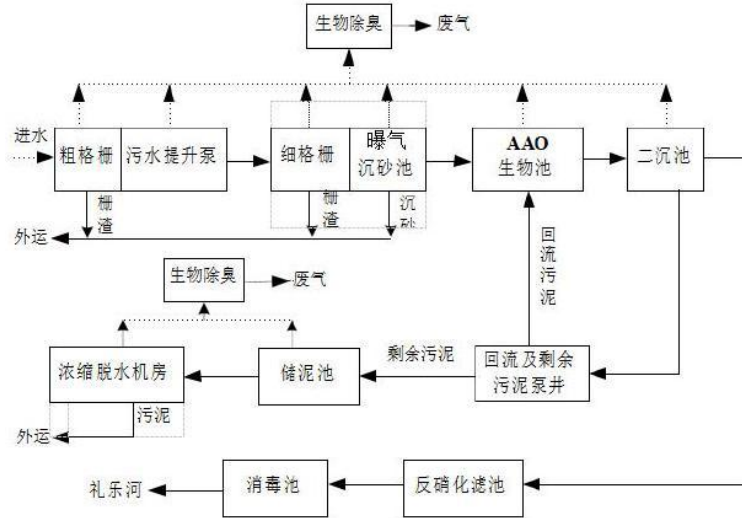 生物除臭
废气
进水
粗格栅
污水提升泵
细格栅
曝气
沉砂池
AAO
生物池
二沉池
栅渣
栅渣
沉砂
外运
回流污泥
生物除臭
废气
浓缩脱水机房
储泥池
剩余污泥
回流及剩余
污泥泵井
污泥
外运
礼乐河
消毒池
反硝化滤池